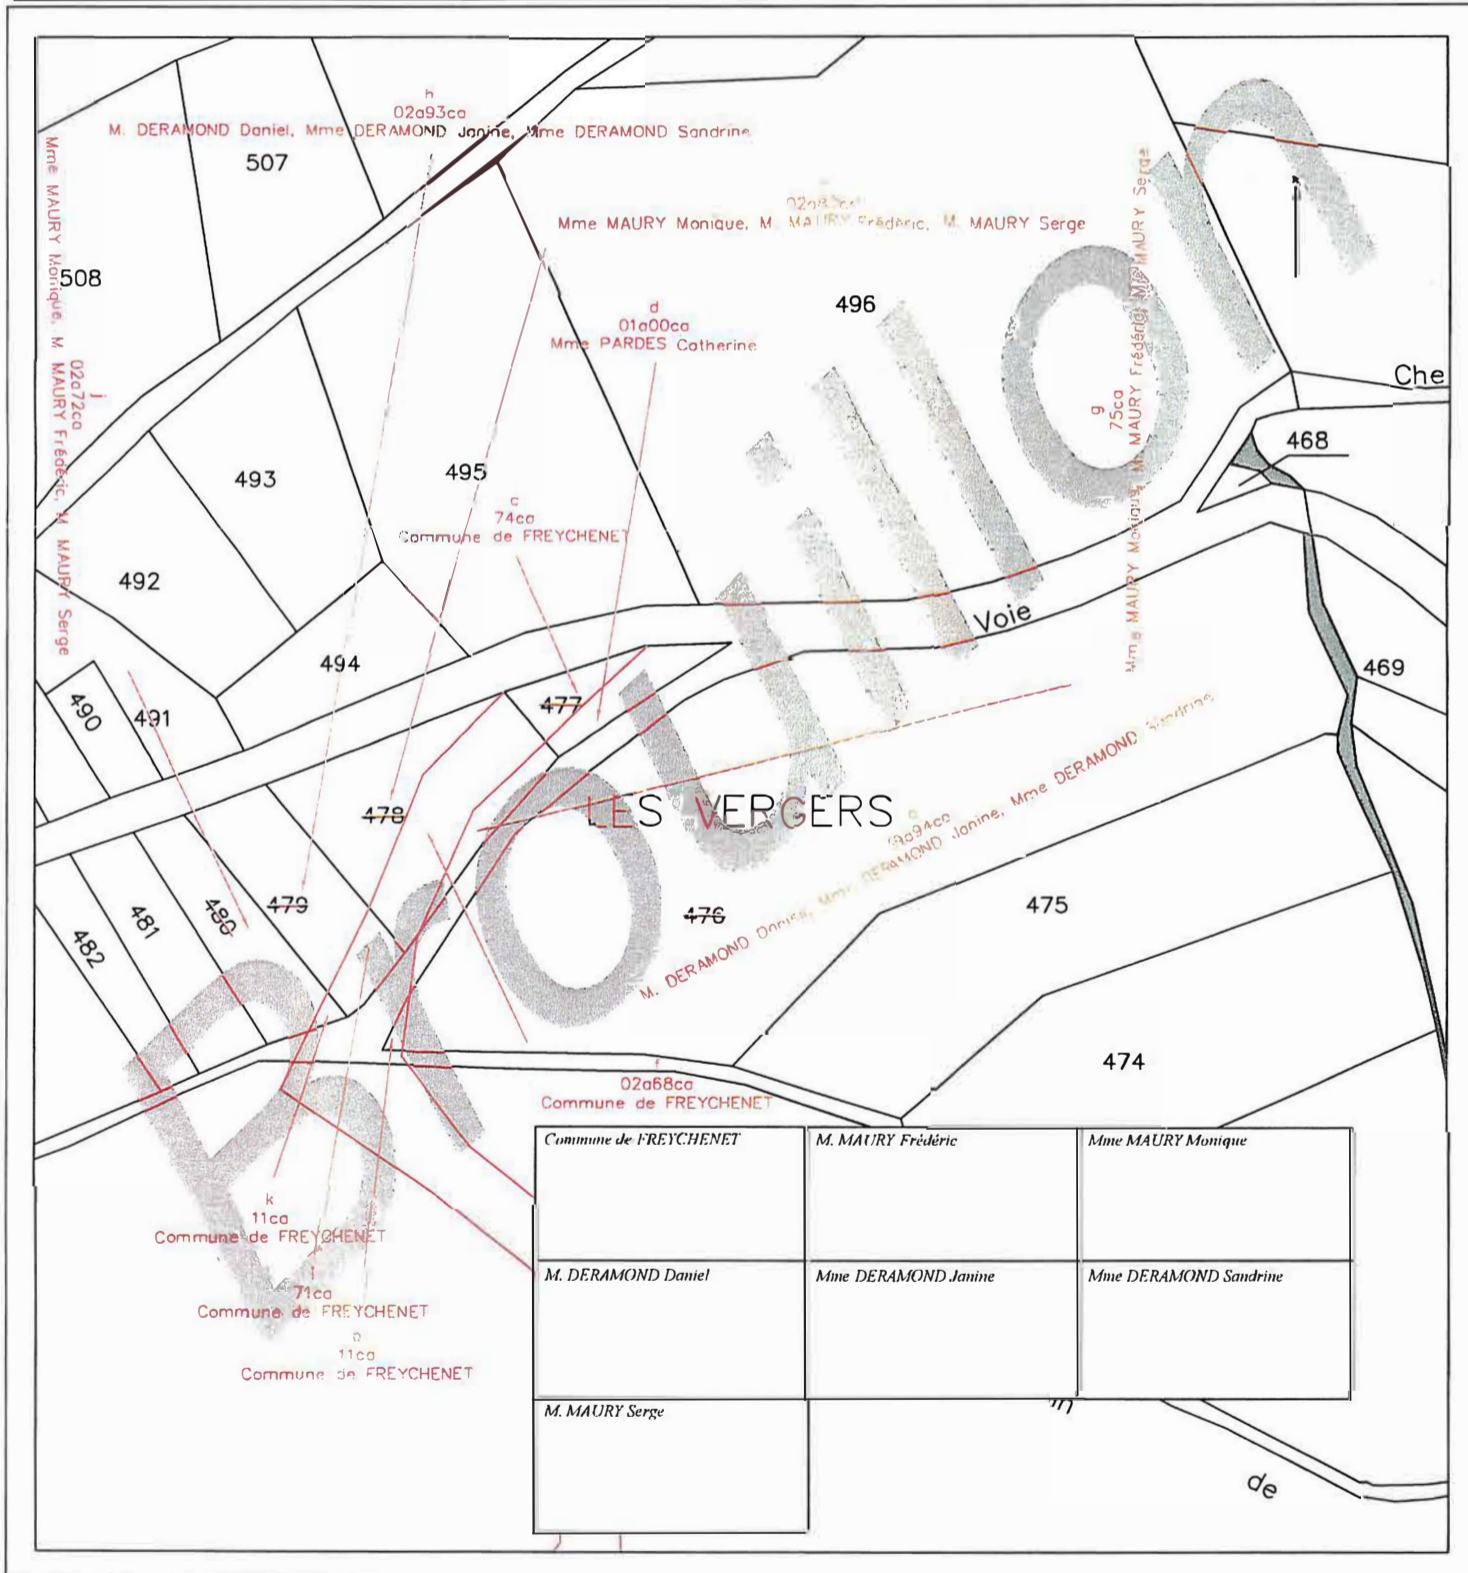 h
02a93ca
M. DERAMOND Daniel, Mme DERAMOND Janine, Mme DERAMOND Sandrine
507
Mme MAURY Monique, M. MAURY Frédéric, M. MAURY Serge
508
496
d
01a00ca
Mme PARDES Catherine
Mme MAURY Monique, M. MAURY Frédéric, M. MAURY Serge
j
02a72ca
Mme MAURY Monique, M. MAURY Frédéric, M. MAURY Serge
g
75ca
Che
468
493
495
c
74ca
Commune de FREYCHENET
492
494
Voie
469
490
491
477
478
LES VERGERS
M. DERAMOND Daniel, Mme DERAMOND Janine, Mme DERAMOND Sandrine
482
481
480
479
476
475
474
02a68ca
Commune de FREYCHENET
Brouillon
k
11ca
Commune de FREYCHENET
71ca
Commune de FREYCHENET
11ca
Commune de FREYCHENET
Commune de FREYCHENET
M. MAURY Frédéric
Mme MAURY Monique
M. DERAMOND Daniel
Mme DERAMOND Janine
Mme DERAMOND Sandrine
M. MAURY Serge
de